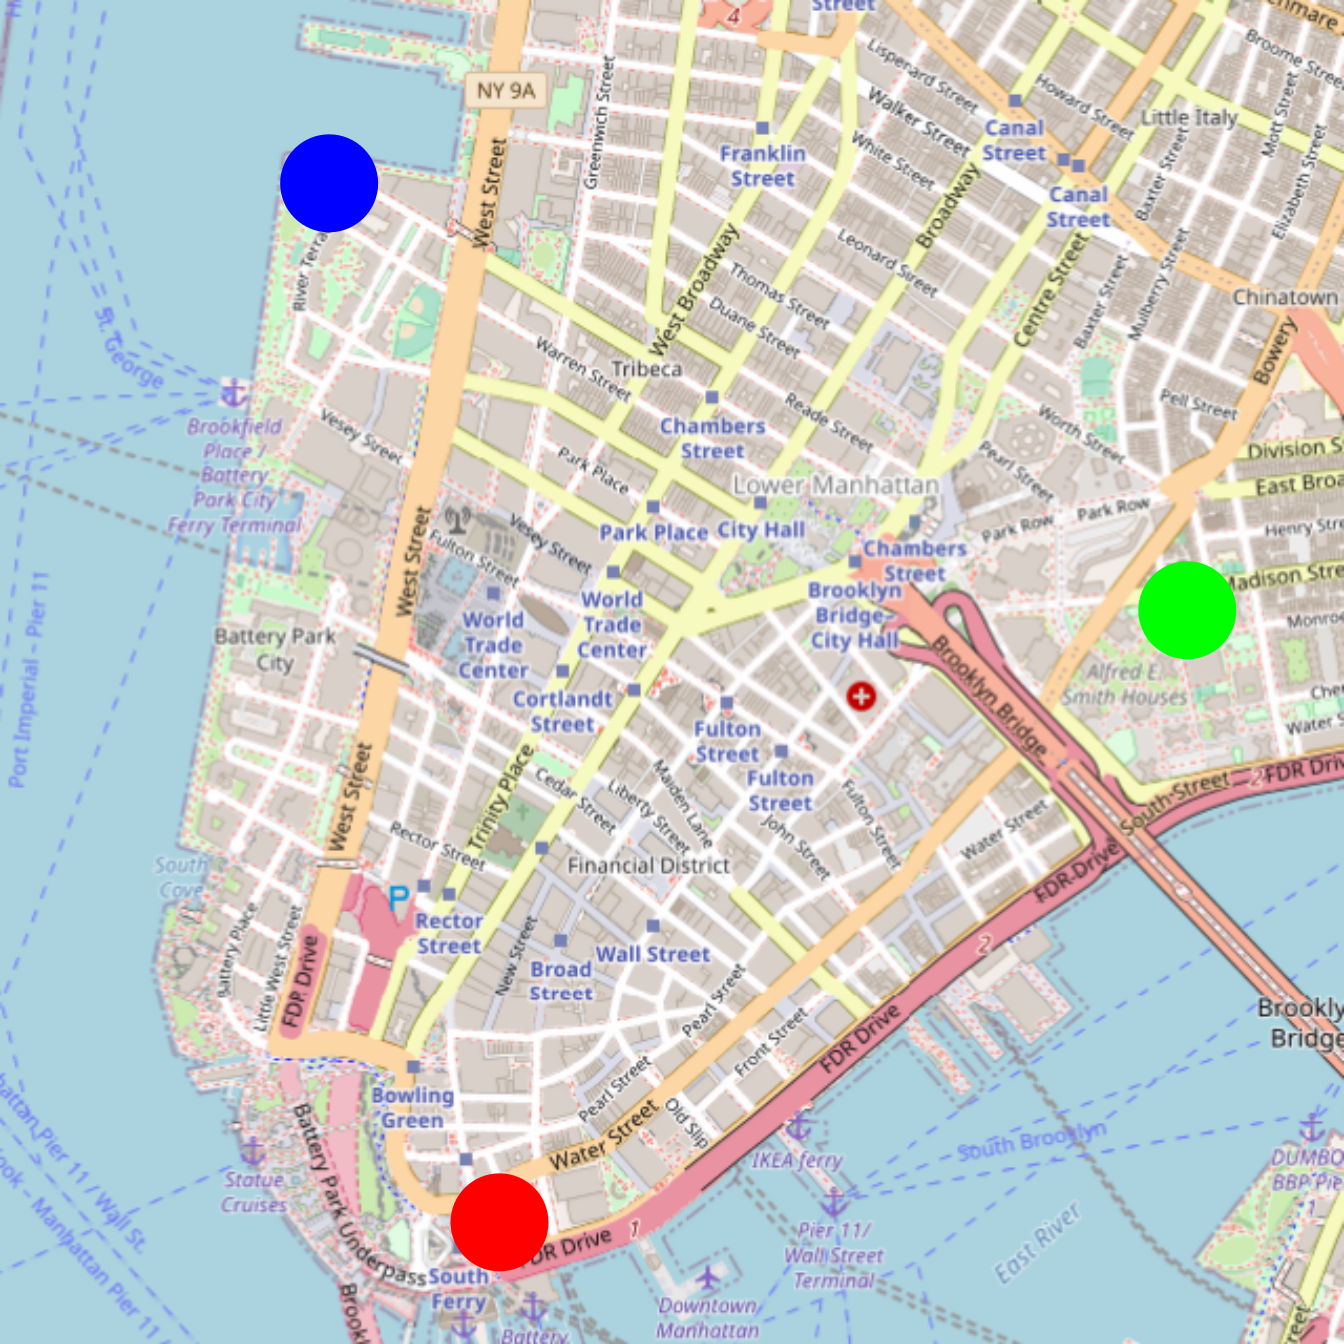 Street
4
NY 9A
Greenwich Street
Lispenard Street
Howard Street
Broome Stree
Walker Street
Canal
Street
Little Italy
Mott Street
Franklin
Street
White Street
Baxter Street
Elizabeth Street
West Street
Broadway
Canal
Street
River Terra
Leonard Street
Centre Street
Mulberry Street
Baxter Street
St. George
West Broadway
Thomas Street
Duane Street
Chinatown
Warren Street
Tribeca
Bowery
Brookfield
Place /
Battery
Park City
Ferry Terminal
Vesey Street
Chambers
Street
Reade Street
Worth Street
Pell Street
Park Place
Pearl Street
Division S
Lower Manhattan
East Broa
West Street
Vesey Street
Fulton Street
Park Place
City Hall
Park Row
Park Row
Henry Str
Chambers
Street
Port Imperial - Pier 11
World
Trade
Center
World
Trade
Center
Brooklyn
Bridge-
City Hall
Madison Stre
Monro
Battery Park
City
Alfred E.
Smith Houses
Brooklyn Bridge
Cortlandt
Street
Fulton
Street
Che
Water S
West Street
Trinity Place
Cedar Street
Liberty Street
Maiden Lane
Fulton
Street
Fulton Street
South Street
2
FDR Driv
Rector Street
John Street
Water Street
Financial District
South
Cove
FDR Drive
P
Rector
Street
Battery Place
Little West Street
FDR Drive
New Street
Wall Street
Broad
Street
2
Pearl Street
Brookly
Bridge
Front Street
FDR Drive
Bowling
Green
Pearl Street
Old Slip
Water Street
Battery Park Underpass
Statue
Cruises
IKEA ferry
South Brooklyn
DUMBO
BBP Pie
1
Pier 11/
Wall Street
Terminal
East River
1
FDR Drive
South
Ferry
Downtown
Manhattan
Battery
Brook
hattan Pier 11 / Wall St.
ook - Manhattan Pier 11 /
reet